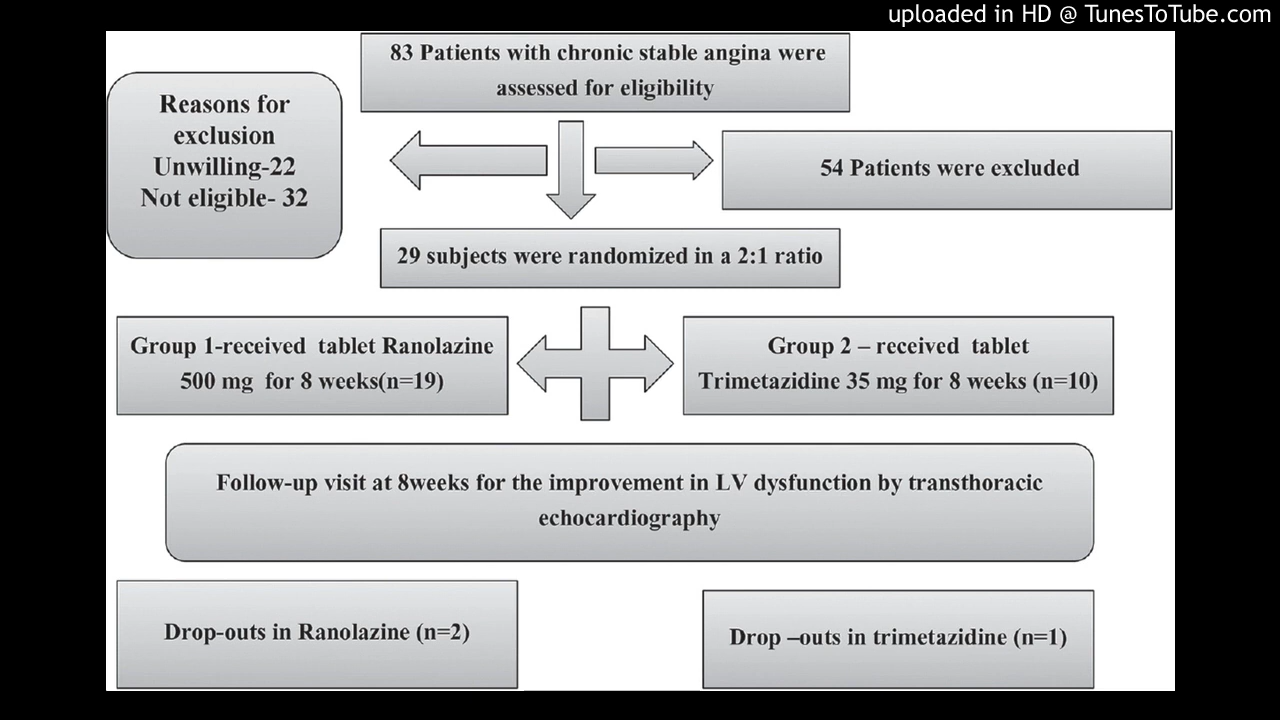 uploaded in HD @ TunesToTube.com
83 Patients with chronic stable angina were
assessed for eligibility
Reasons for
exclusion
Unwilling-22
Not eligible- 32
54 Patients were excluded
29 subjects were randomized in a 2:1 ratio
Group 1-received tablet Ranolazine
500 mg for 8 weeks(n=19)
Group 2 – received tablet
Trimetazidine 35 mg for 8 weeks (n=10)
Follow-up visit at 8weeks for the improvement in LV dysfunction by transthoracic
echocardiography
Drop-outs in Ranolazine (n=2)
Drop –outs in trimetazidine (n=1)